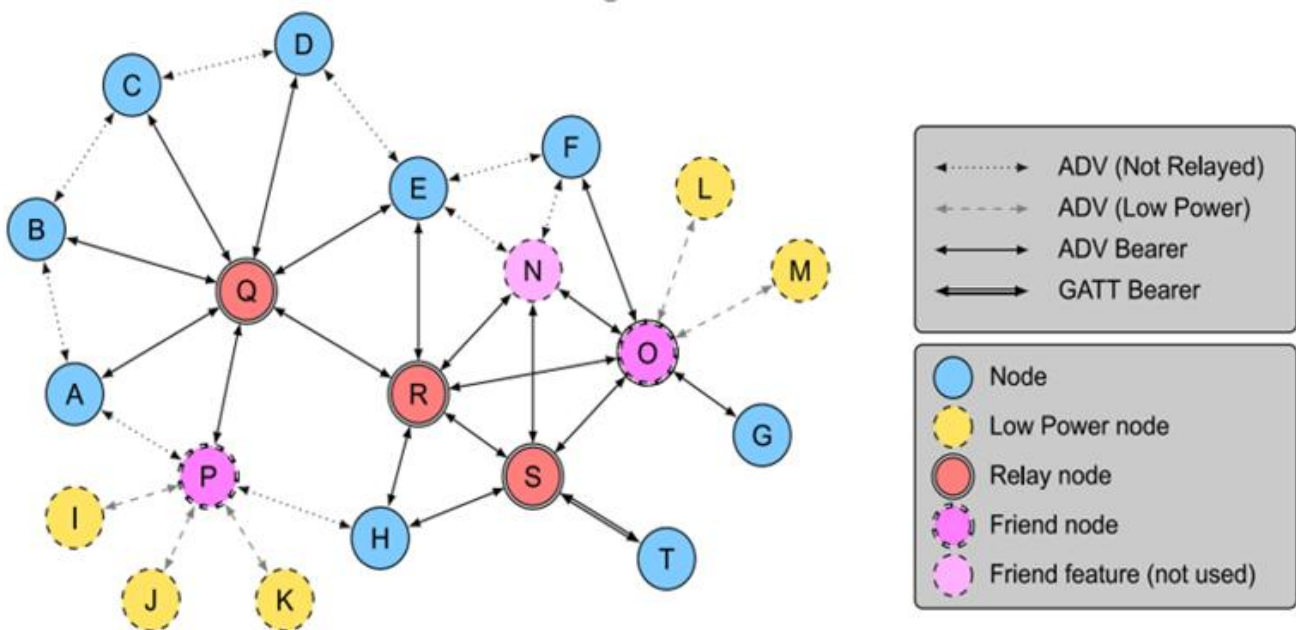 D
C
F
E
L
B
N
M
Q
O
A
R
G
P
S
I
H
T
J
K
ADV (Not Relayed)
ADV (Low Power)
ADV Bearer
GATT Bearer
Node
Low Power node
Relay node
Friend node
Friend feature (not used)